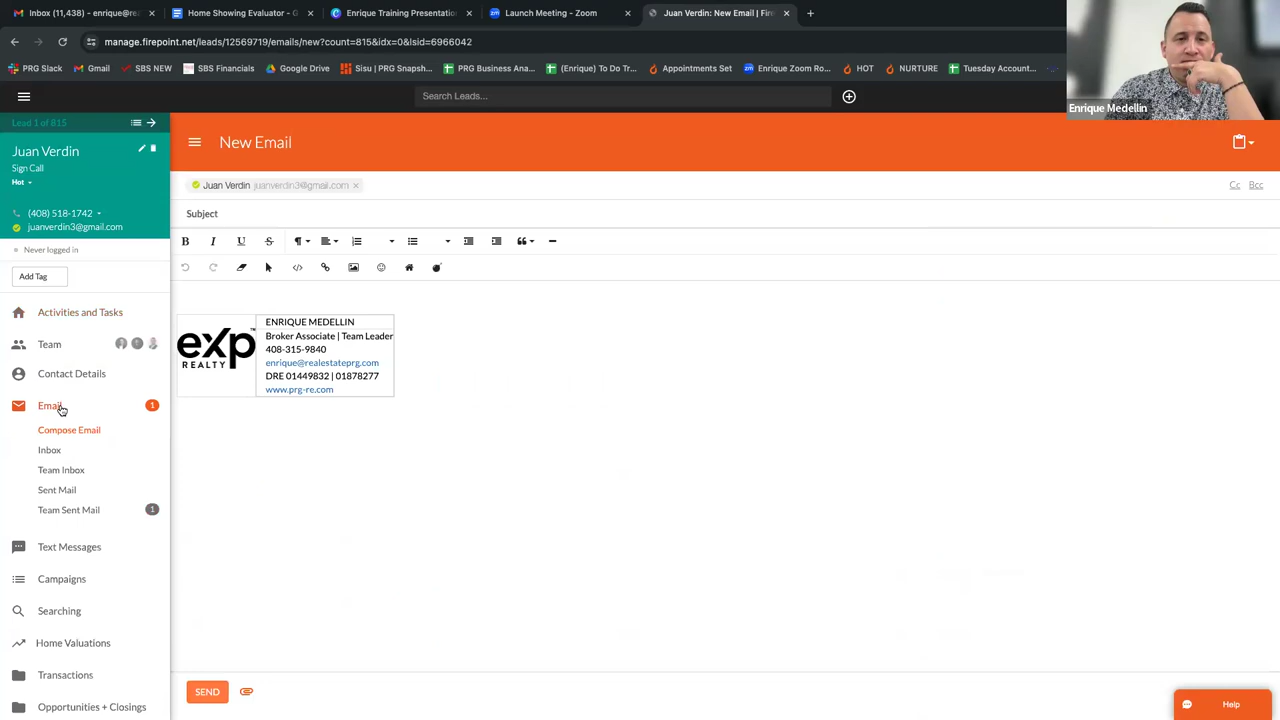 Inbox (11,438) - enrique@rea
Home Showing Evaluator - G
Enrique Training Presentation
Launch Meeting - Zoom
Juan Verdin: New Email | Fire
manage.firepoint.net/leads/12569719/emails/new?count=815&idx=0&lsid=6966042
PRG Slack
Gmail
SBS NEW
SBS Financials
Google Drive
Sisu | PRG Snapsh...
PRG Business Ana...
(Enrique) To Do Tr...
Appointments Set
Enrique Zoom Ro...
HOT
NURTURE
Tuesday Account...
Enrique Medellin
Search Leads...
Lead 1 of 815
Juan Verdin
Sign Call
Hot
(408) 518-1742
juanverdin3@gmail.com
Never logged in
Add Tag
Activities and Tasks
Team
Contact Details
Email 1
Compose Email
Inbox
Team Inbox
Sent Mail
Team Sent Mail 1
Text Messages
Campaigns
Searching
Home Valuations
Transactions
Opportunities + Closings
New Email
Juan Verdin juanverdin3@gmail.com ×
Cc Bcc
Subject
B I U S
exp™
REALTY
ENRIQUE MEDELLIN
Broker Associate | Team Leader
408-315-9840
enrique@realestateprg.com
DRE 01449832 | 01878277
www.prg-re.com
SEND
Help